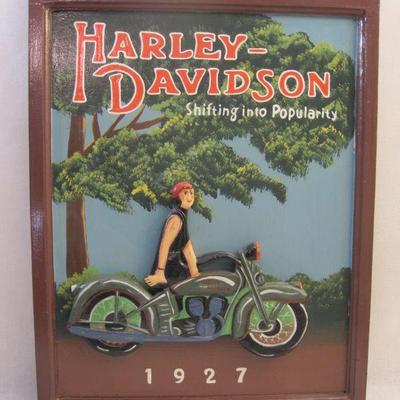 HARLEY-
DAVIDSON
Shifting into Popularity
1927